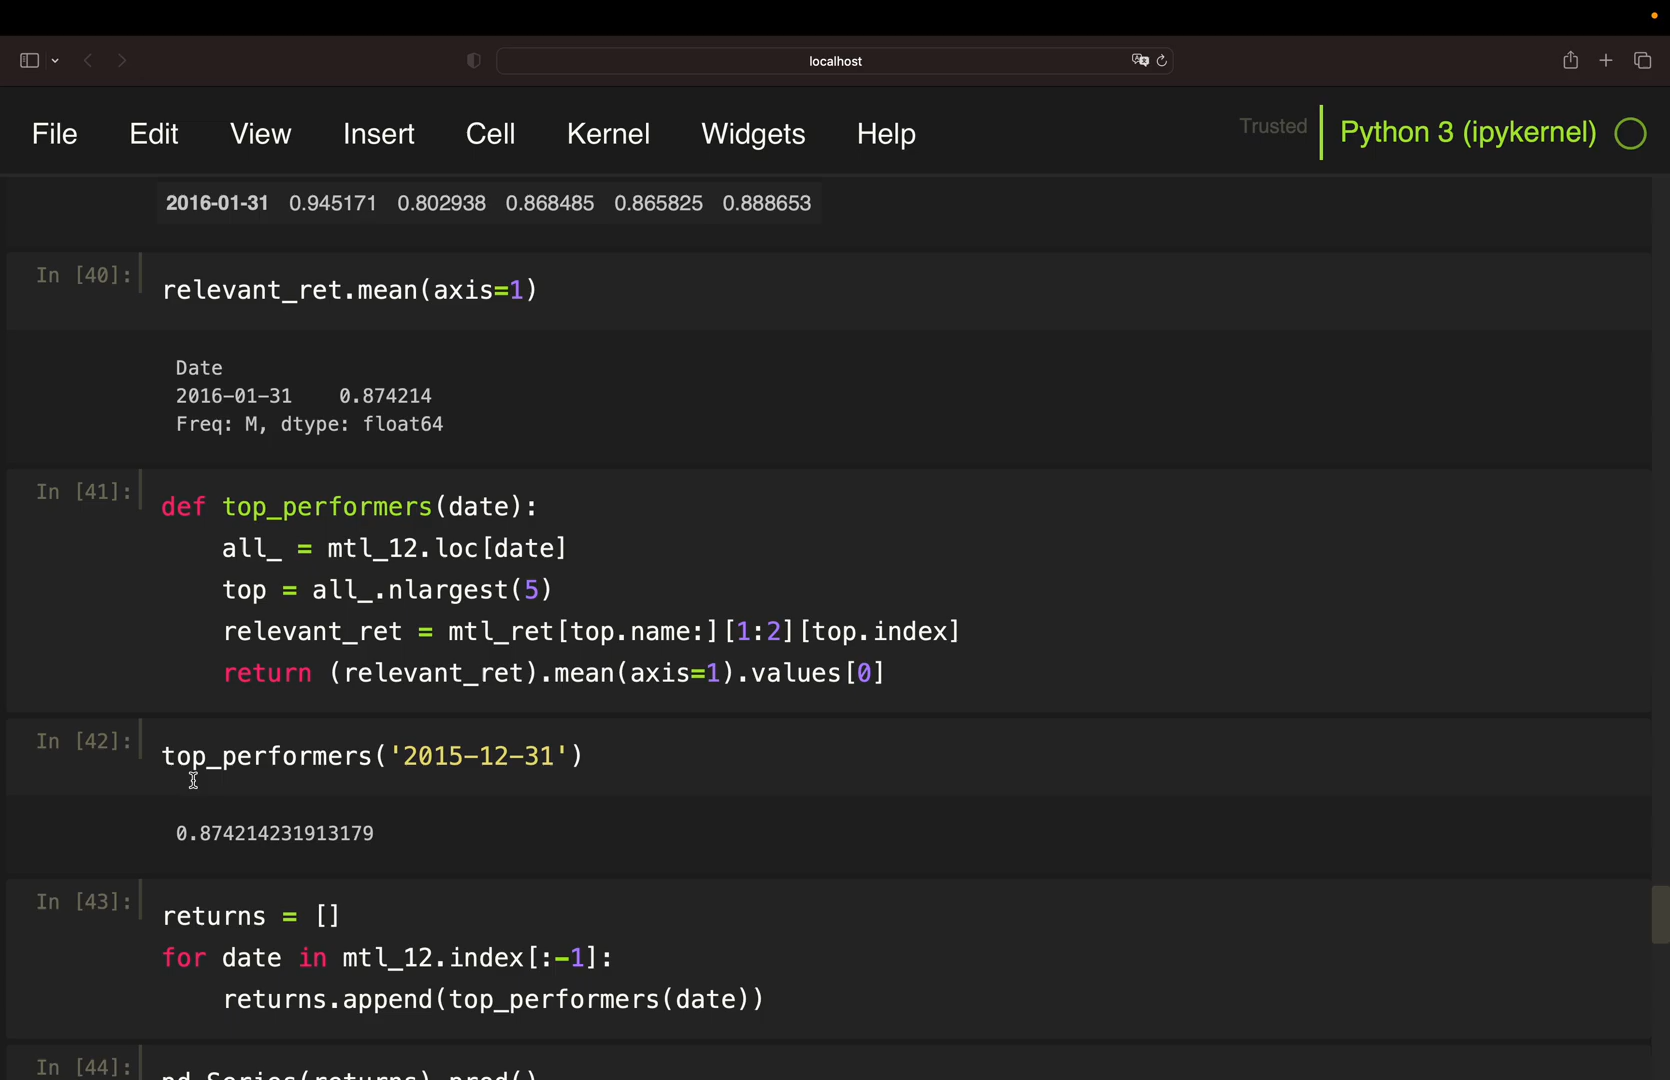 localhost
File Edit View Insert Cell Kernel Widgets Help Trusted Python 3 (ipykernel)
2016-01-31 0.945171 0.802938 0.868485 0.865825 0.888653
In [40]: relevant_ret.mean(axis=1)
Date
2016-01-31 0.874214
Freq: M, dtype: float64
In [41]: def top_performers(date):
all_ = mtl_12.loc[date]
top = all_.nlargest(5)
relevant_ret = mtl_ret[top.name:][1:2][top.index]
return (relevant_ret).mean(axis=1).values[0]
In [42]: top_performers('2015-12-31')
0.874214231913179
In [43]: returns = []
for date in mtl_12.index[:-1]:
returns.append(top_performers(date))
In [44]: pd.Series(returns).prod()